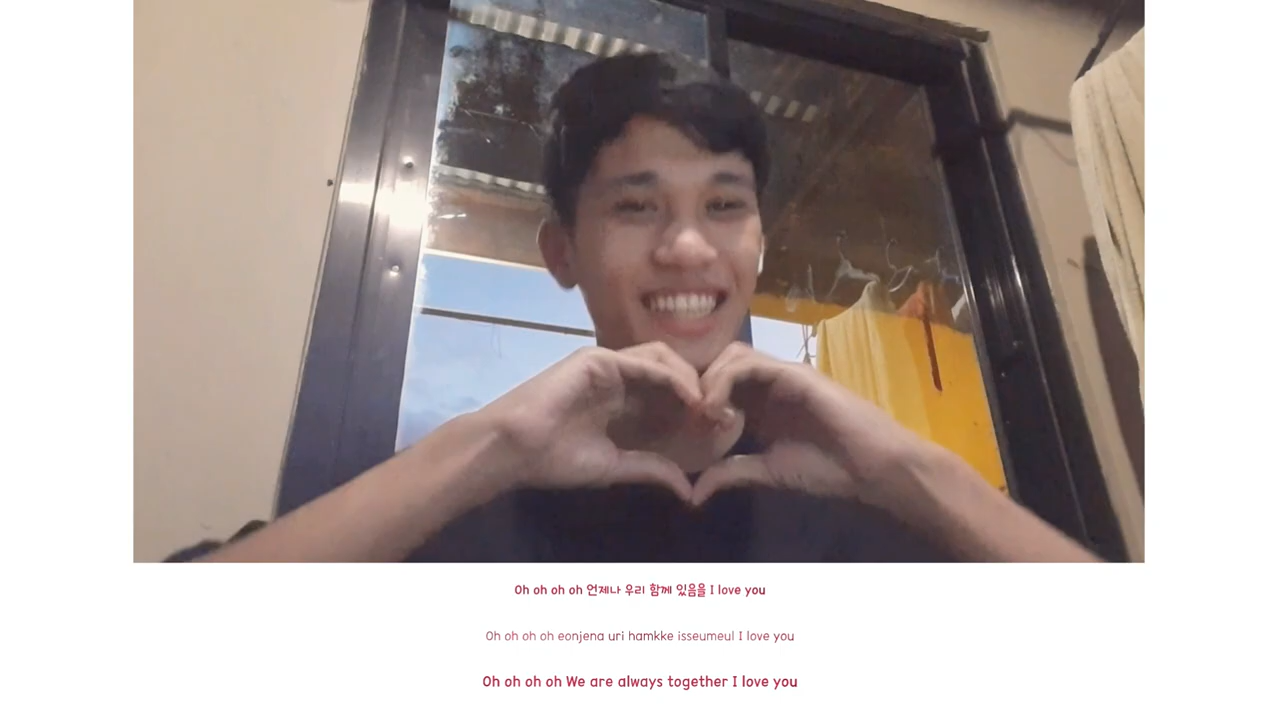 Oh oh oh oh 언제나 우리 함께 있음을 I love you
Oh oh oh oh eonjena uri hamkke isseumeul I love you
Oh oh oh oh We are always together I love you